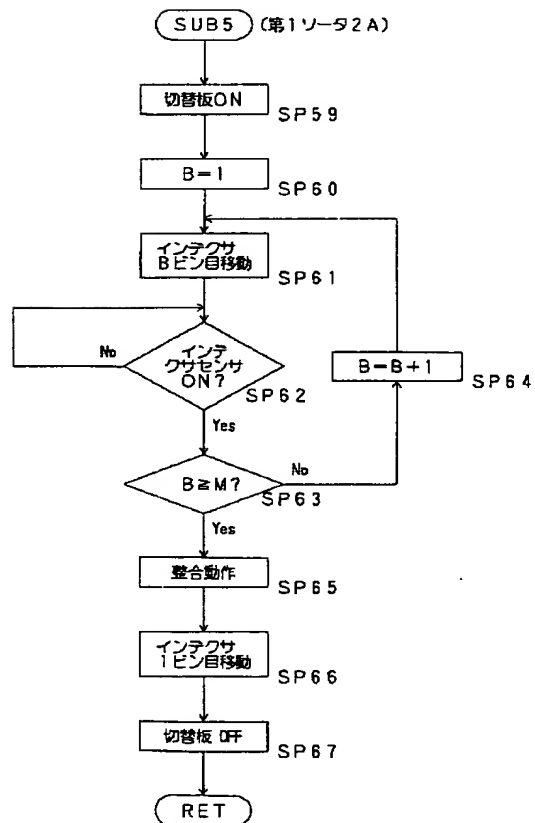 SUB5 (第1ソータ2A)
切替板ON
SP59
B=1
SP60
インデクサ
Bビン目移動
SP61
インデ
クサセンサ
ON?
SP62
No
Yes
B=B+1
SP64
B≧M?
SP63
No
Yes
整合動作
SP65
インデクサ
1ビン目移動
SP66
切替板 OFF
SP67
RET